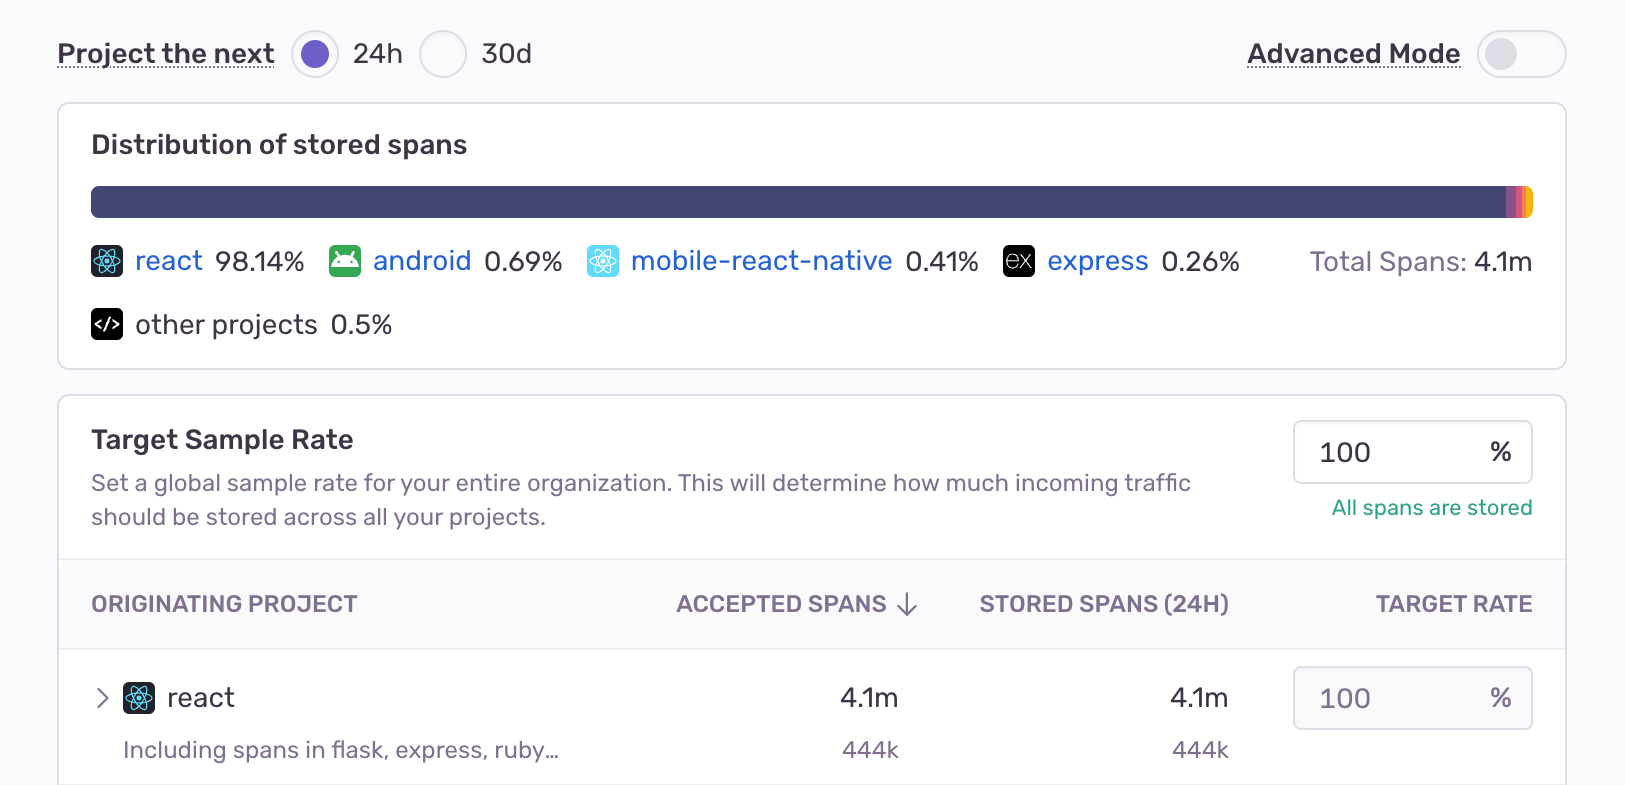 Project the next 24h 30d Advanced Mode
Distribution of stored spans
react 98.14% android 0.69% mobile-react-native 0.41% express 0.26% Total Spans: 4.1m
other projects 0.5%
Target Sample Rate
100 %
Set a global sample rate for your entire organization. This will determine how much incoming traffic
should be stored across all your projects.
All spans are stored
ORIGINATING PROJECT ACCEPTED SPANS STORED SPANS (24H) TARGET RATE
react 4.1m 4.1m 100 %
Including spans in flask, express, ruby... 444k 444k